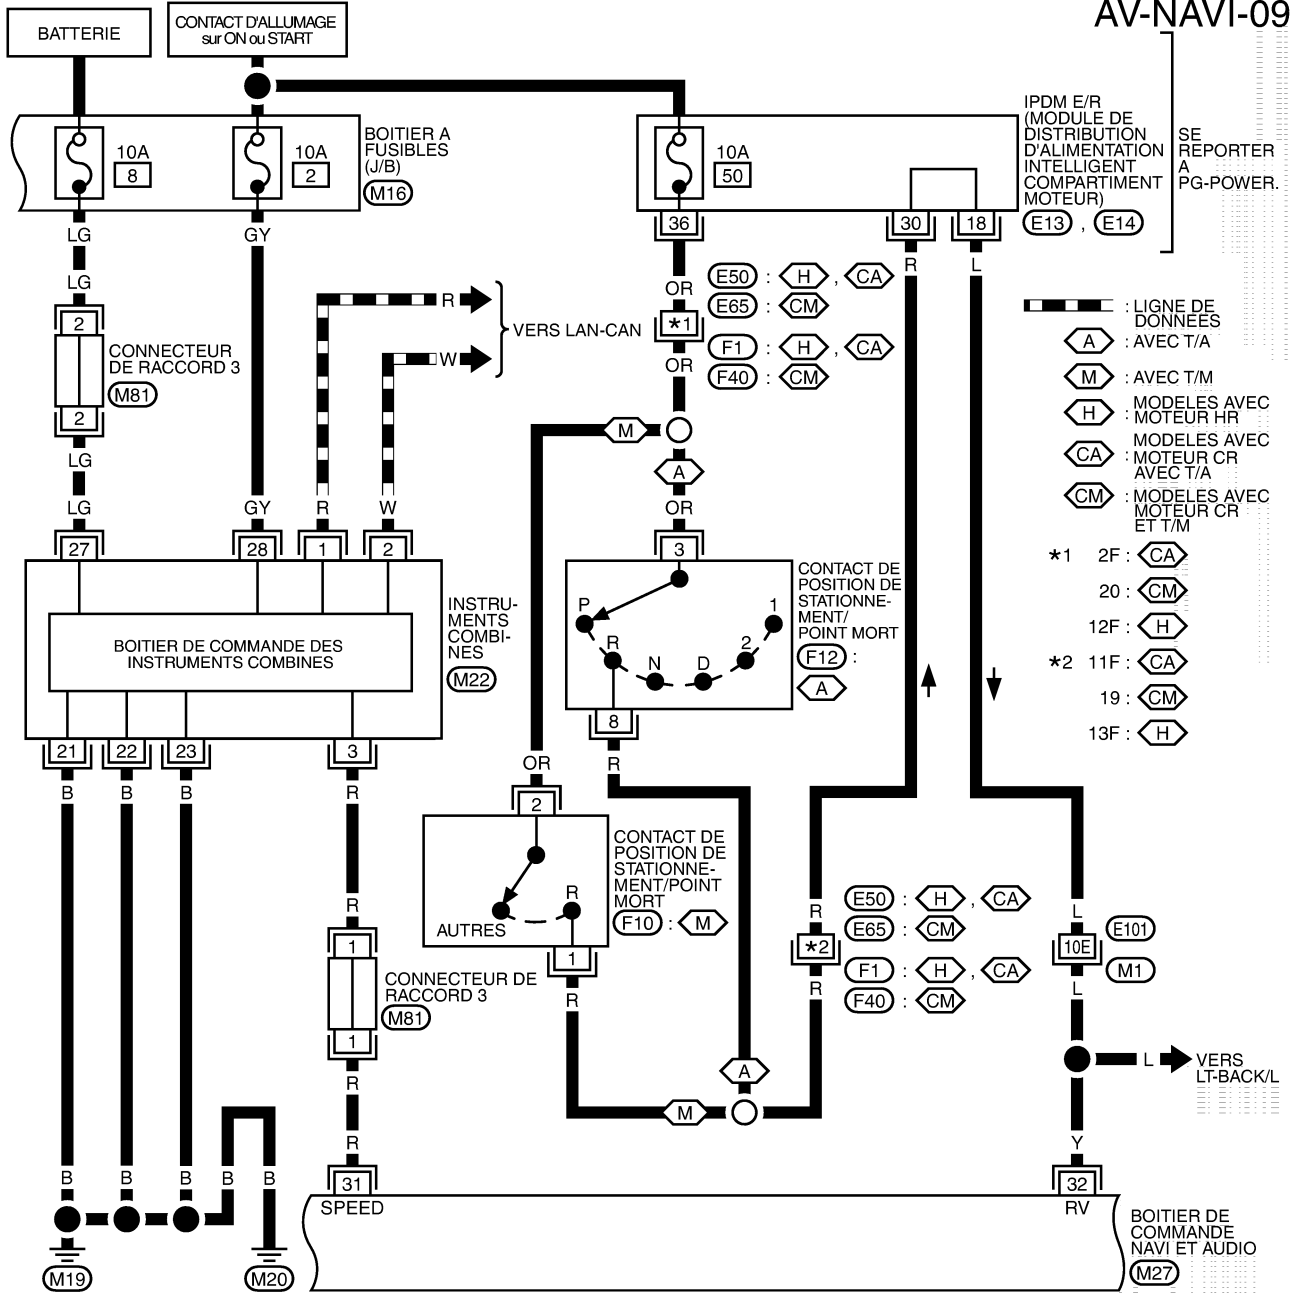 AV-NAVI-09
BATTERIE
CONTACT D'ALLUMAGE
sur ON ou START
10A
8
10A
2
BOITIER A
FUSIBLES
(J/B)
M16
10A
50
IPDM E/R
(MODULE DE
DISTRIBUTION
D'ALIMENTATION
INTELLIGENT
COMPARTIMENT
MOTEUR)
E13 , E14
SE
REPORTER
A
PG-POWER.
36
30
18
LG
GY
R
L
LG
OR
E50 : H , CA
E65 : CM
*1
F1 : H , CA
F40 : CM
OR
R
W
VERS LAN-CAN
2
CONNECTEUR
DE RACCORD 3
M81
2
LG
LG
GY
R
W
M
A
OR
: LIGNE DE
DONNÉES
A : AVEC T/A
M : AVEC T/M
H : MODELES AVEC
MOTEUR HR
CA : MODELES AVEC
MOTEUR CR
AVEC T/A
CM : MODELES AVEC
MOTEUR CR
ET T/M
*1 2F : CA
20 : CM
12F : H
*2 11F : CA
19 : CM
13F : H
27
28
1
2
3
BOITIER DE COMMANDE DES
INSTRUMENTS COMBINES
INSTRU-
MENTS
COMBI-
NES
M22
P
R
N
D
2
1
CONTACT DE
POSITION DE
STATIONNE-
MENT/
POINT MORT
F12 :
A
8
R
21
22
23
3
B
B
B
R
OR
2
AUTRES
R
CONTACT DE
POSITION DE
STATIONNE-
MENT/POINT
MORT
F10 : M
1
R
R
1
CONNECTEUR DE
RACCORD 3
M81
1
R
R
R
*2
R
E50 : H , CA
E65 : CM
F1 : H , CA
F40 : CM
L
10E
L
E101
M1
A
M
L
VERS
LT-BACK/L
Y
B
B
B
B
B
M19
M20
31
SPEED
32
RV
BOITIER DE
COMMANDE
NAVI ET AUDIO
M27